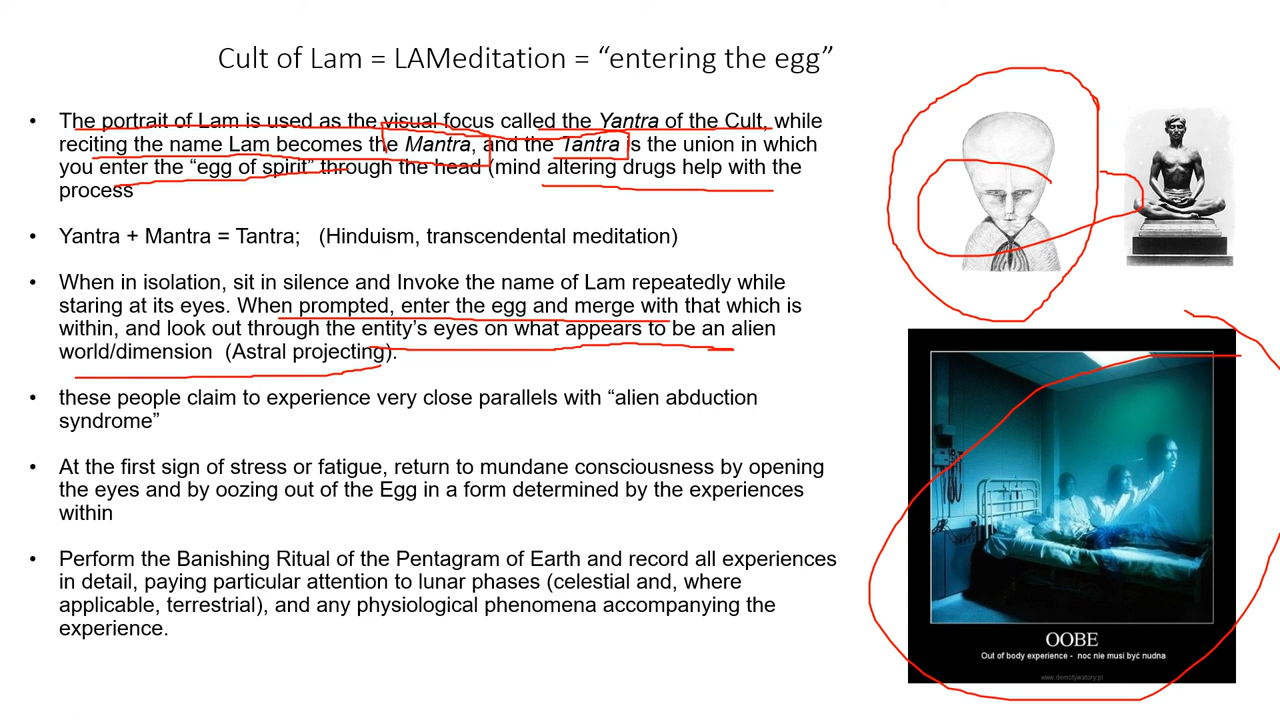 Cult of Lam = LAMeditation = “entering the egg”
• The portrait of Lam is used as the visual focus called the Yantra of the Cult, while
reciting the name Lam becomes the Mantra, and the Tantra is the union in which
you enter the “egg of spirit” through the head (mind altering drugs help with the
process
• Yantra + Mantra = Tantra; (Hinduism, transcendental meditation)
• When in isolation, sit in silence and Invoke the name of Lam repeatedly while
staring at its eyes. When prompted, enter the egg and merge with that which is
within, and look out through the entity’s eyes on what appears to be an alien
world/dimension (Astral projecting).
• these people claim to experience very close parallels with “alien abduction
syndrome”
• At the first sign of stress or fatigue, return to mundane consciousness by opening
the eyes and by oozing out of the Egg in a form determined by the experiences
within
• Perform the Banishing Ritual of the Pentagram of Earth and record all experiences
in detail, paying particular attention to lunar phases (celestial and, where
applicable, terrestrial), and any physiological phenomena accompanying the
experience.
OOBE
Out of body experience - noc nie musi być nudna
www.demotywatory.pl